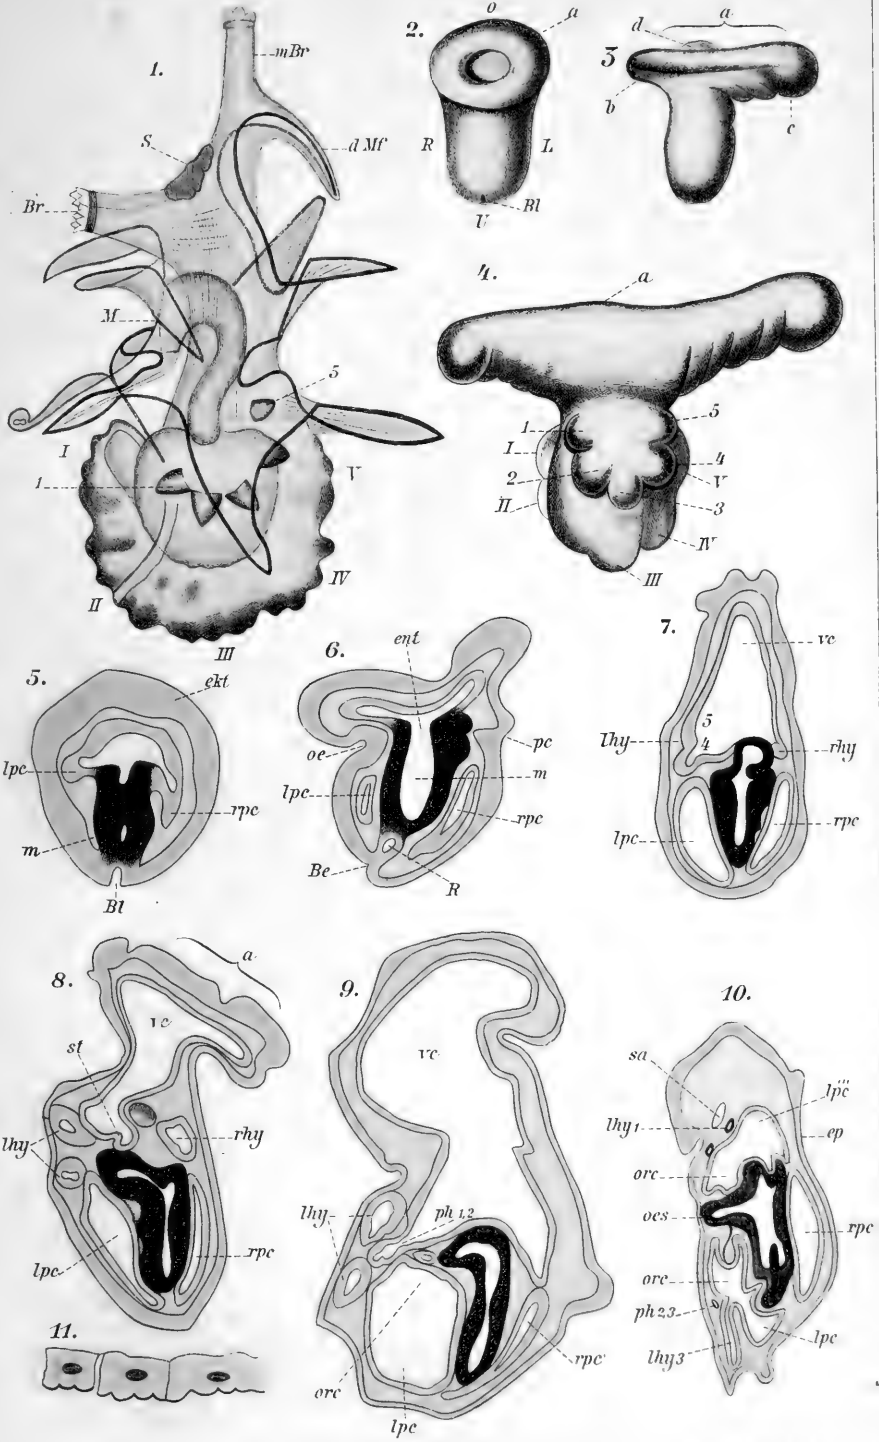 1.
mBr
S
d Mf
Br
M
5
I
1
V
II
IV
III
2.
o
a
R
L
Bl
U
3
d
a
b
c
4.
a
1
5
I
2
4
V
II
3
IV
III
5.
ekt
lpc
rpc
m
Bl
6.
ent
oe
pc
lpc
m
rpc
Be
R
7.
vc
5
lhy
4
rhy
rpc
lpc
8.
a
vc
st
lhy
rhy
lpc
rpc
9.
vc
lhy
ph 1,2
orc
rpc
lpc
10.
sa
lpc'''
lhy 1
ep
orc
oes
rpc
orc
ph 2,3
lpc
lhy 3
11.